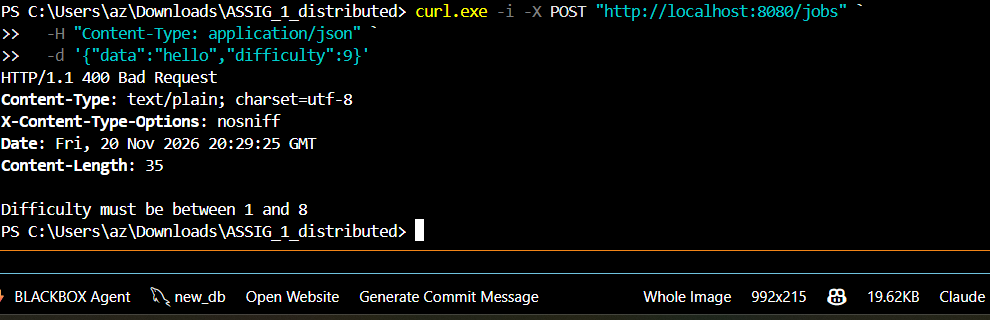 PS C:\Users\az\Downloads\ASSIG_1_distributed> curl.exe -i -X POST "http://localhost:8080/jobs" `
>>   -H "Content-Type: application/json" `
>>   -d '{"data":"hello","difficulty":9}'
HTTP/1.1 400 Bad Request
Content-Type: text/plain; charset=utf-8
X-Content-Type-Options: nosniff
Date: Fri, 20 Nov 2026 20:29:25 GMT
Content-Length: 35

Difficulty must be between 1 and 8
PS C:\Users\az\Downloads\ASSIG_1_distributed>
BLACKBOX Agent new_db Open Website Generate Commit Message Whole Image 992x215 19.62KB Claude